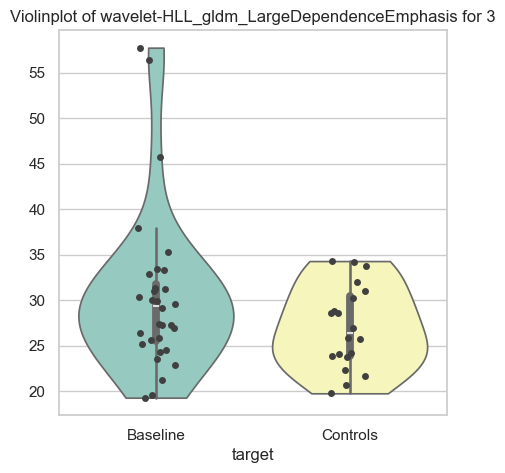 Violinplot of wavelet-HLL_gldm_LargeDependenceEmphasis for 3
55
50
45
40
35
30
25
20
Baseline Controls
target